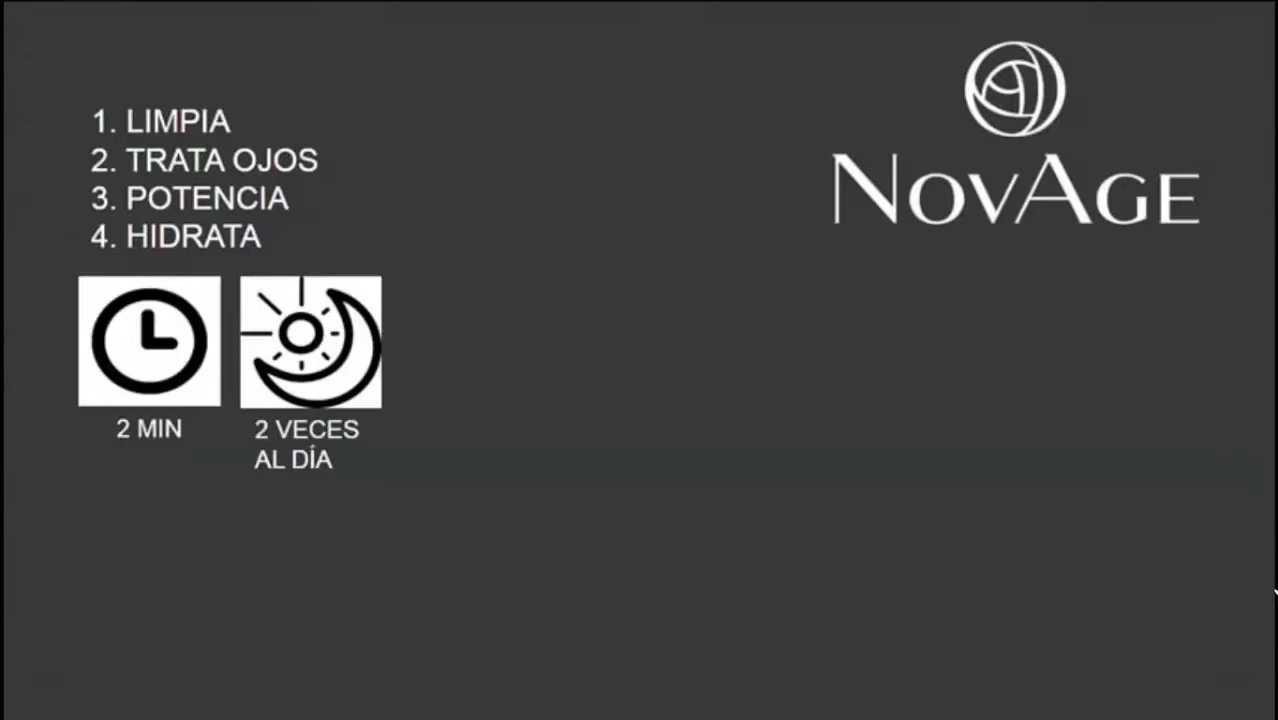 1. LIMPIA
2. TRATA OJOS
3. POTENCIA
4. HIDRATA
2 MIN
2 VECES
AL DÍA
NOVAGE